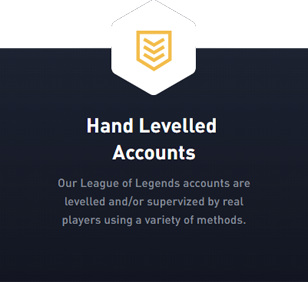 Hand Levelled
Accounts
Our League of Legends accounts are
levelled and/or supervized by real
players using a variety of methods.